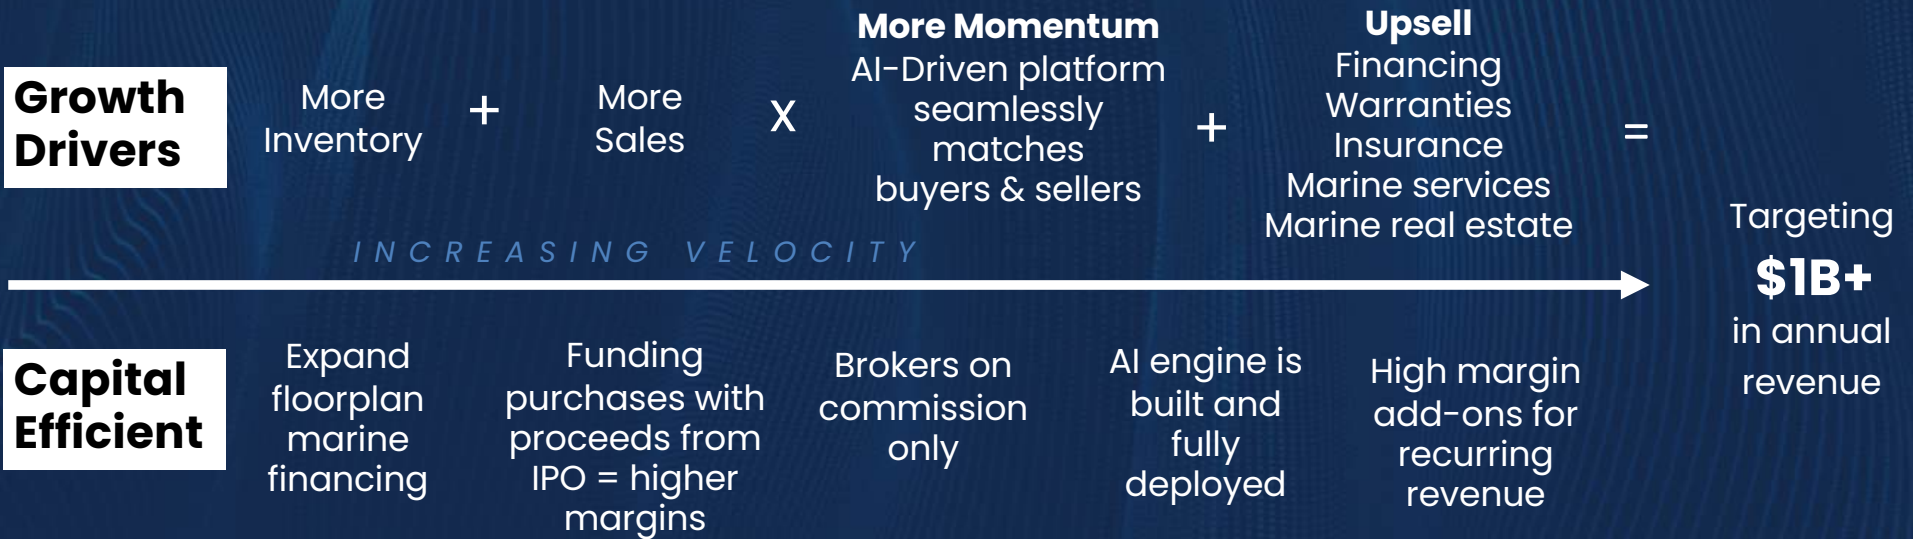 Growth
Drivers
More
Inventory
+
More
Sales
x
More Momentum
AI-Driven platform
seamlessly
matches
buyers & sellers
+
Upsell
Financing
Warranties
Insurance
Marine services
Marine real estate
=
INCREASING VELOCITY
Targeting
$1B+
in annual
revenue
Capital
Efficient
Expand
floorplan
marine
financing
Funding
purchases with
proceeds from
IPO = higher
margins
Brokers on
commission
only
AI engine is
built and
fully
deployed
High margin
add-ons for
recurring
revenue